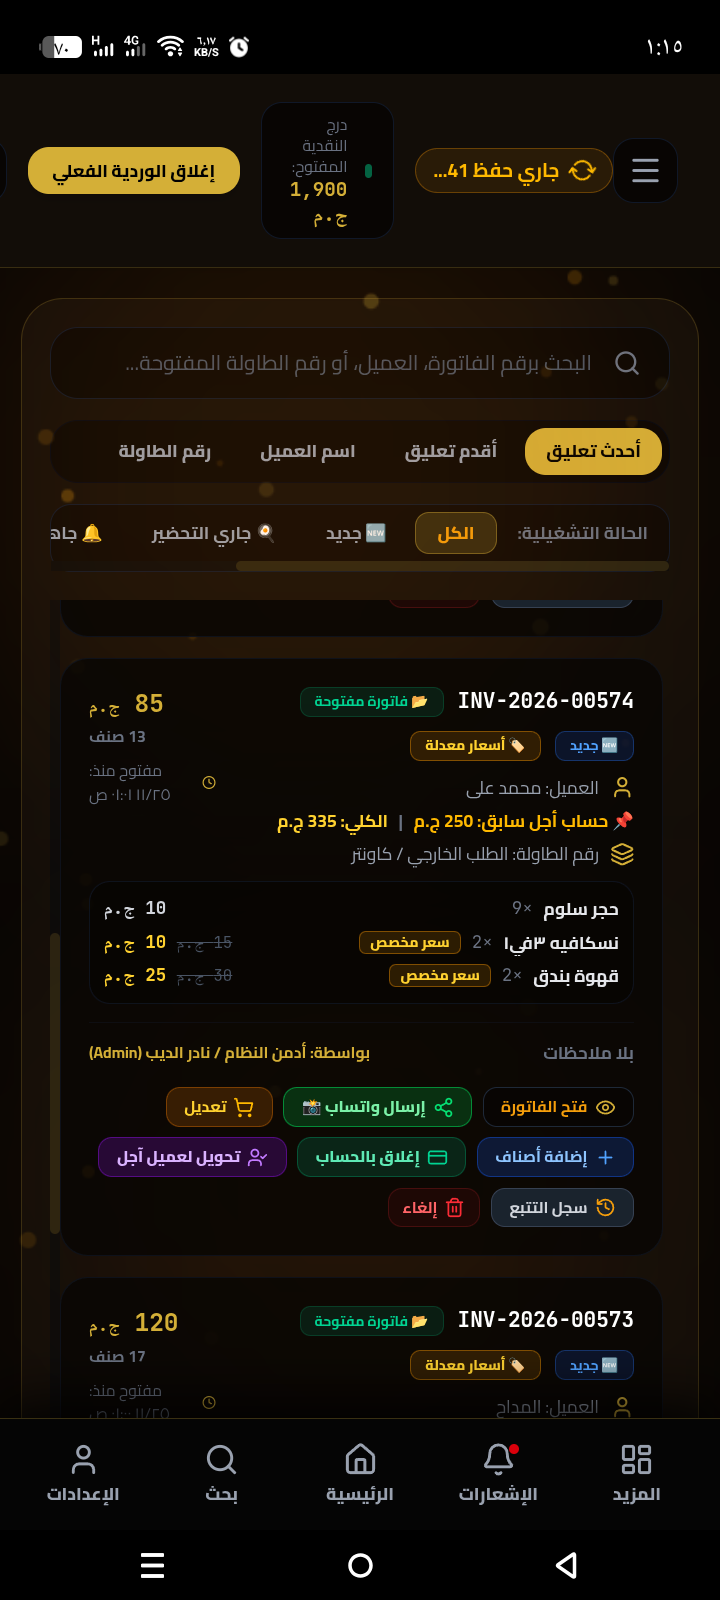 ١:١٥
٦,١٧ KB/S
4G
H
٧٠
جاري حفظ 41...
درج
النقدية
المفتوح:
1,900
ج.م
إغلاق الوردية الفعلي
البحث برقم الفاتورة، العميل، أو رقم الطاولة المفتوحة...
أحدث تعليق أقدم تعليق اسم العميل رقم الطاولة
الحالة التشغيلية: الكل 🆕 جديد 🍳 جاري التحضير 🔔 جاه
INV-2026-00574 📂 فاتورة مفتوحة 85 ج.م
🆕 جديد 🏷️ أسعار معدلة 13 صنف
العميل: محمد على
مفتوح منذ:
📌 حساب آجل سابق: 250 ج.م | الكلي: 335 ج.م
رقم الطاولة: الطلب الخارجي / كاونتر
حجر سلوم ×9 10 ج.م
نسكافيه ٣في١ ×2 سعر مخصص 15 ج.م 10 ج.م
قهوة بندق ×2 سعر مخصص 30 ج.م 25 ج.م
بلا ملاحظات بواسطة: أدمن النظام / نادر الديب (Admin)
فتح الفاتورة إرسال واتساب 📸 تعديل
إضافة أصناف إغلاق بالحساب تحويل لعميل آجل
سجل التتبع إلغاء
INV-2026-00573 📂 فاتورة مفتوحة 120 ج.م
🆕 جديد 🏷️ أسعار معدلة 17 صنف
مفتوح منذ:
العميل: المداح
المزيد الإشعارات الرئيسية بحث الإعدادات